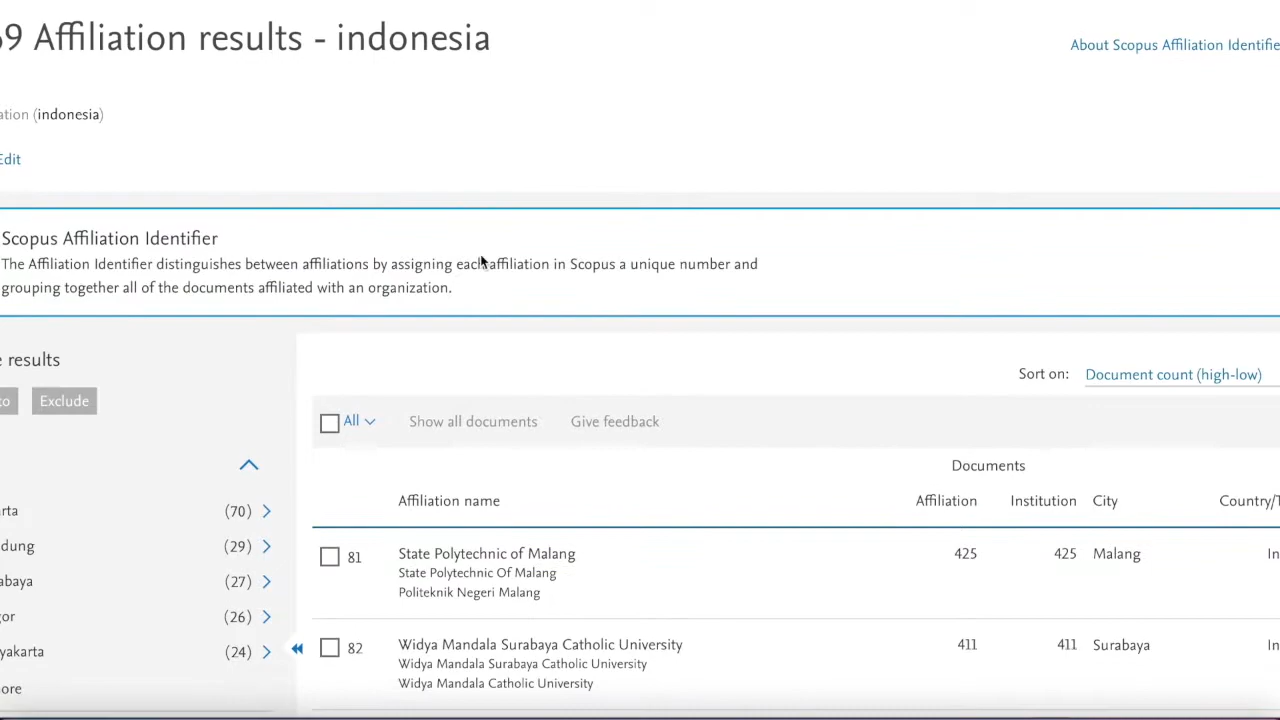 9 Affiliation results - indonesia
About Scopus Affiliation Identifie
ation (indonesia)
Edit
Scopus Affiliation Identifier
The Affiliation Identifier distinguishes between affiliations by assigning each affiliation in Scopus a unique number and
grouping together all of the documents affiliated with an organization.
e results
Sort on: Document count (high-low)
to Exclude
All Show all documents Give feedback
Documents
Affiliation name Affiliation Institution City Country/T
rta (70)
dung (29)
abaya (27)
gor (26)
yakarta (24)
ore
81 State Polytechnic of Malang 425 425 Malang In
State Polytechnic Of Malang
Politeknik Negeri Malang
82 Widya Mandala Surabaya Catholic University 411 411 Surabaya In
Widya Mandala Surabaya Catholic University
Widya Mandala Catholic University